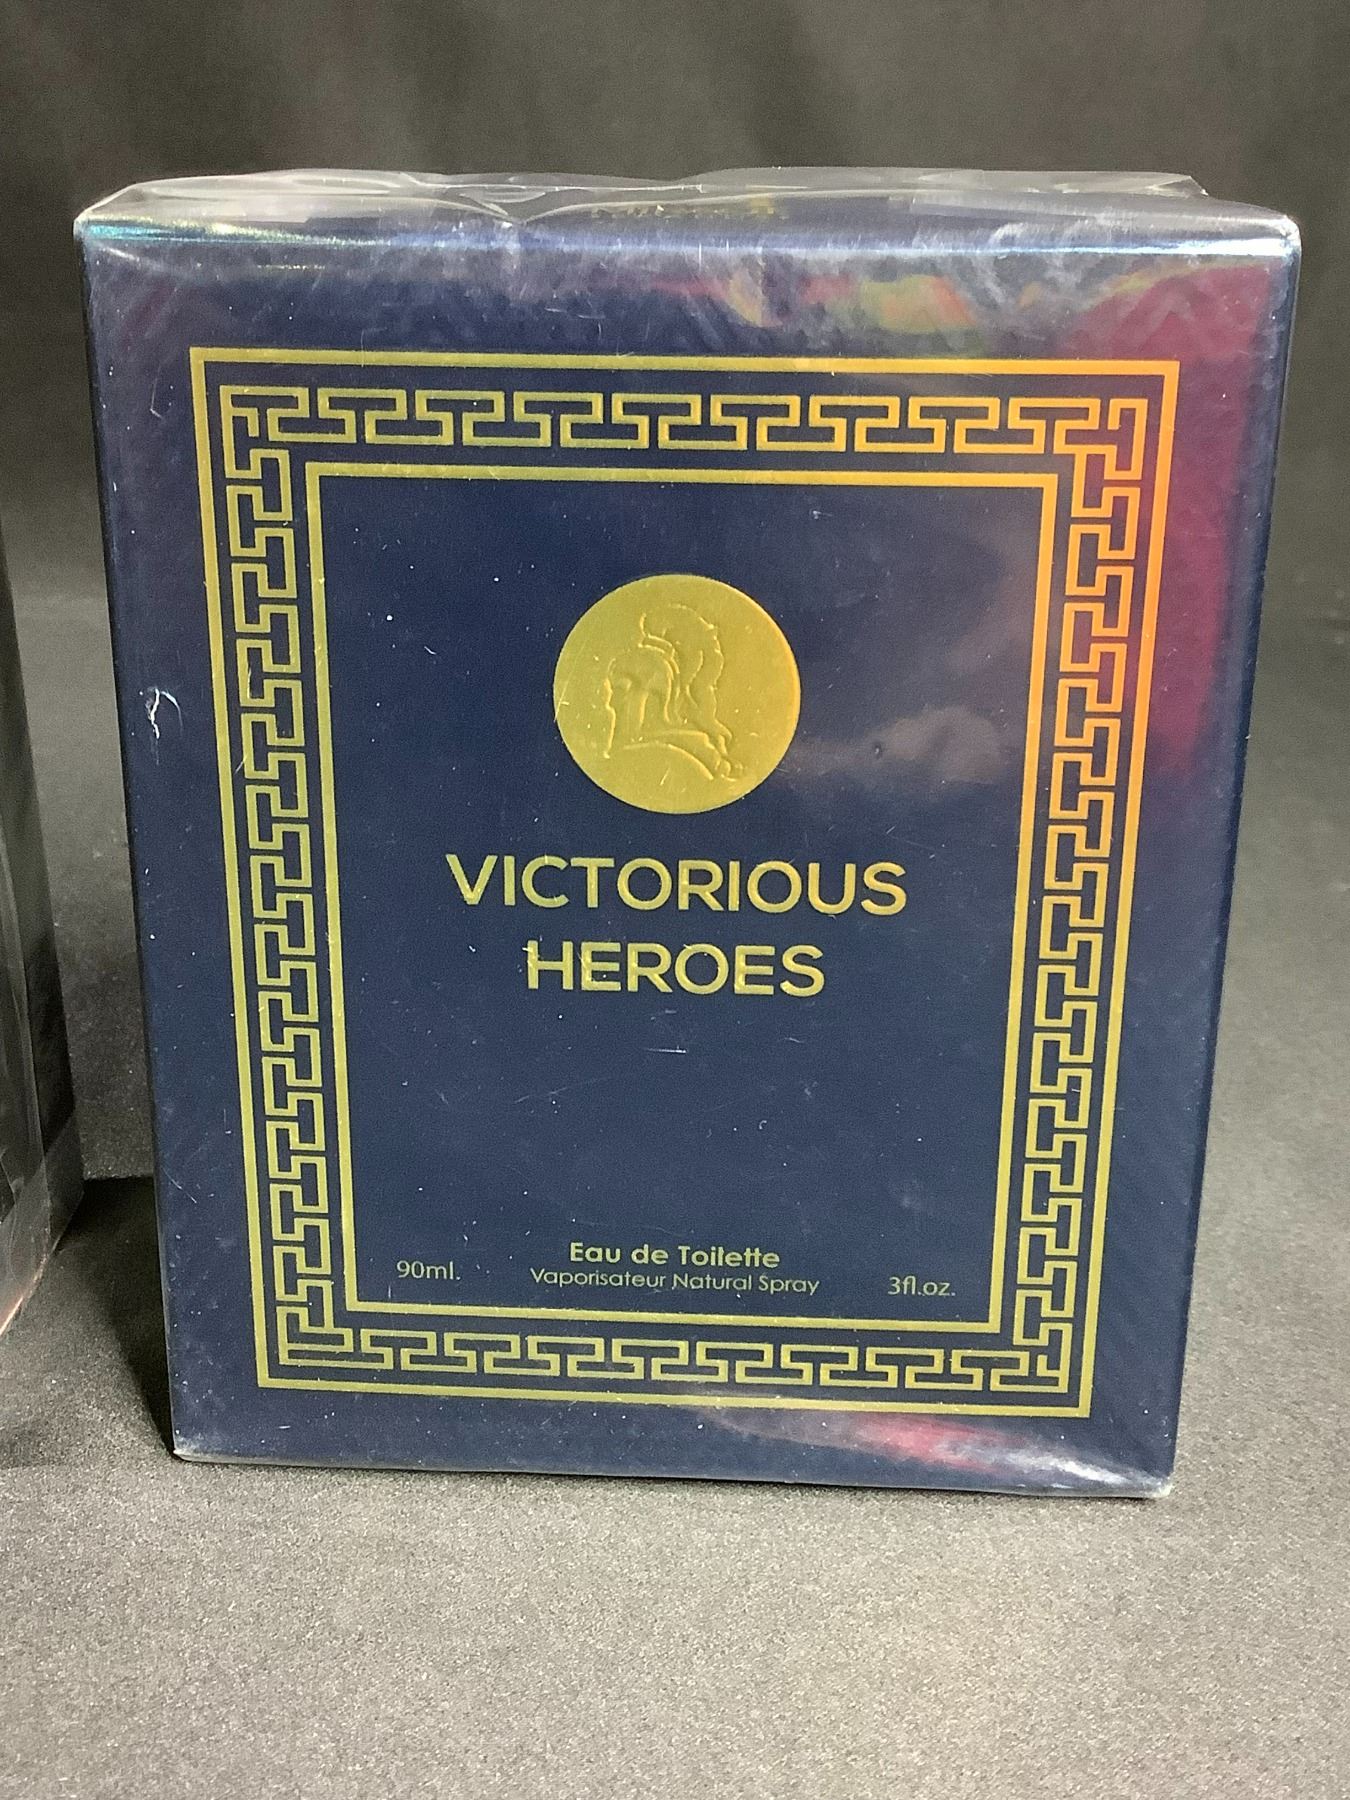 VICTORIOUS
HEROES
Eau de Toilette
90ml. Vaporisateur Natural Spray 3fl.oz.